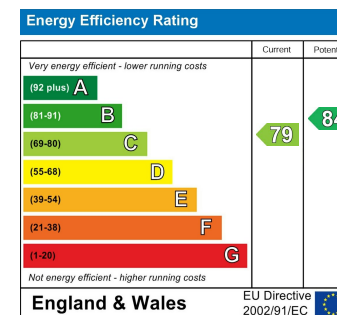 Energy Efficiency Rating
Current
Very energy efficient - lower running costs
(92 plus) A
(81-91) B
(69-80) C
79
(55-68) D
(39-54) E
(21-38) F
(1-20) G
Not energy efficient - higher running costs
England & Wales
EU Directive
2002/91/EC